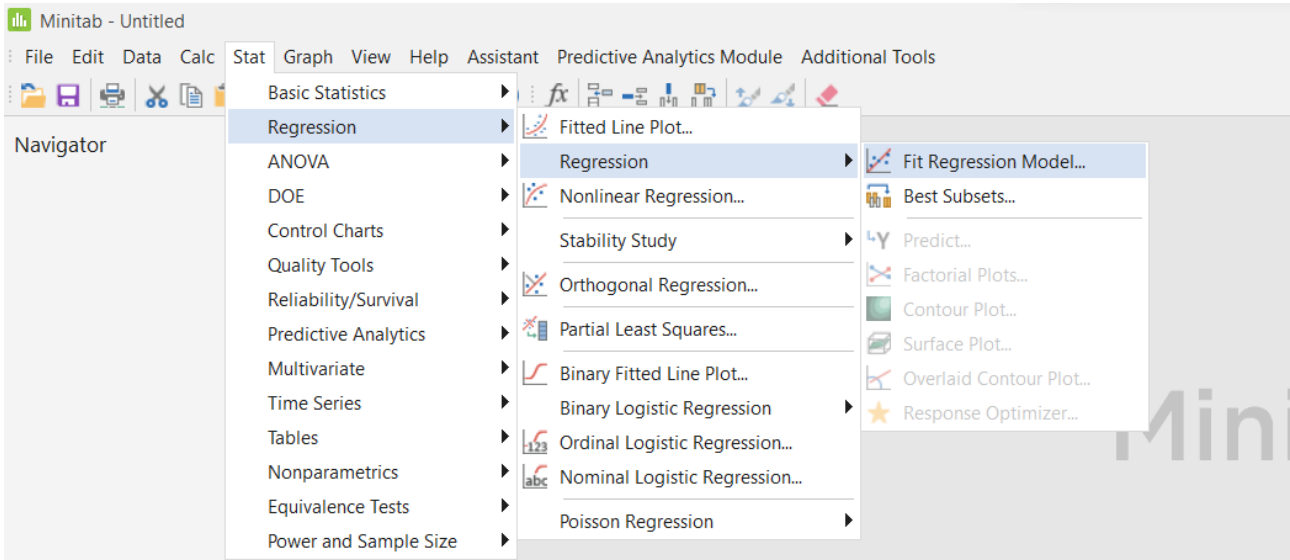 Minitab - Untitled
File Edit Data Calc Stat Graph View Help Assistant Predictive Analytics Module Additional Tools
fx
Navigator
Basic Statistics
Regression
ANOVA
DOE
Control Charts
Quality Tools
Reliability/Survival
Predictive Analytics
Multivariate
Time Series
Tables
Nonparametrics
Equivalence Tests
Power and Sample Size
Fitted Line Plot...
Regression
Nonlinear Regression...
Stability Study
Orthogonal Regression...
Partial Least Squares...
Binary Fitted Line Plot...
Binary Logistic Regression
123 Ordinal Logistic Regression...
abc Nominal Logistic Regression...
Poisson Regression
Fit Regression Model...
Best Subsets...
Y Predict...
Factorial Plots...
Contour Plot...
Surface Plot...
Overlaid Contour Plot...
Response Optimizer...
Mini